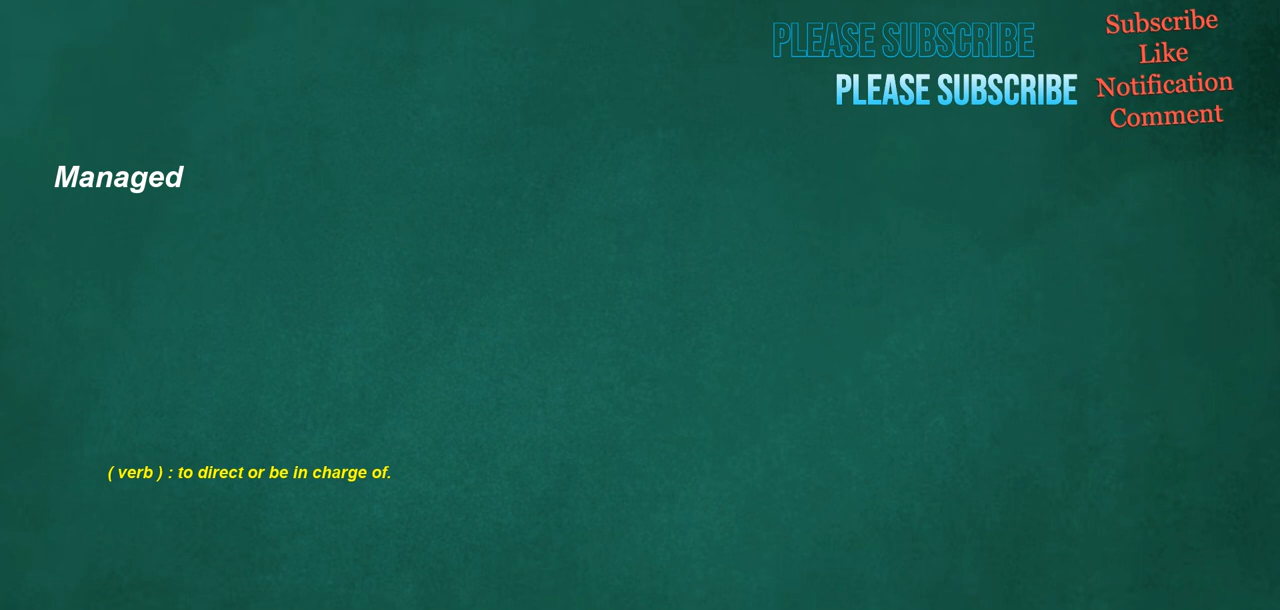 PLEASE SUBSCRIBE
PLEASE SUBSCRIBE
Subscribe
Like
Notification
Comment
Managed
( verb ) : to direct or be in charge of.